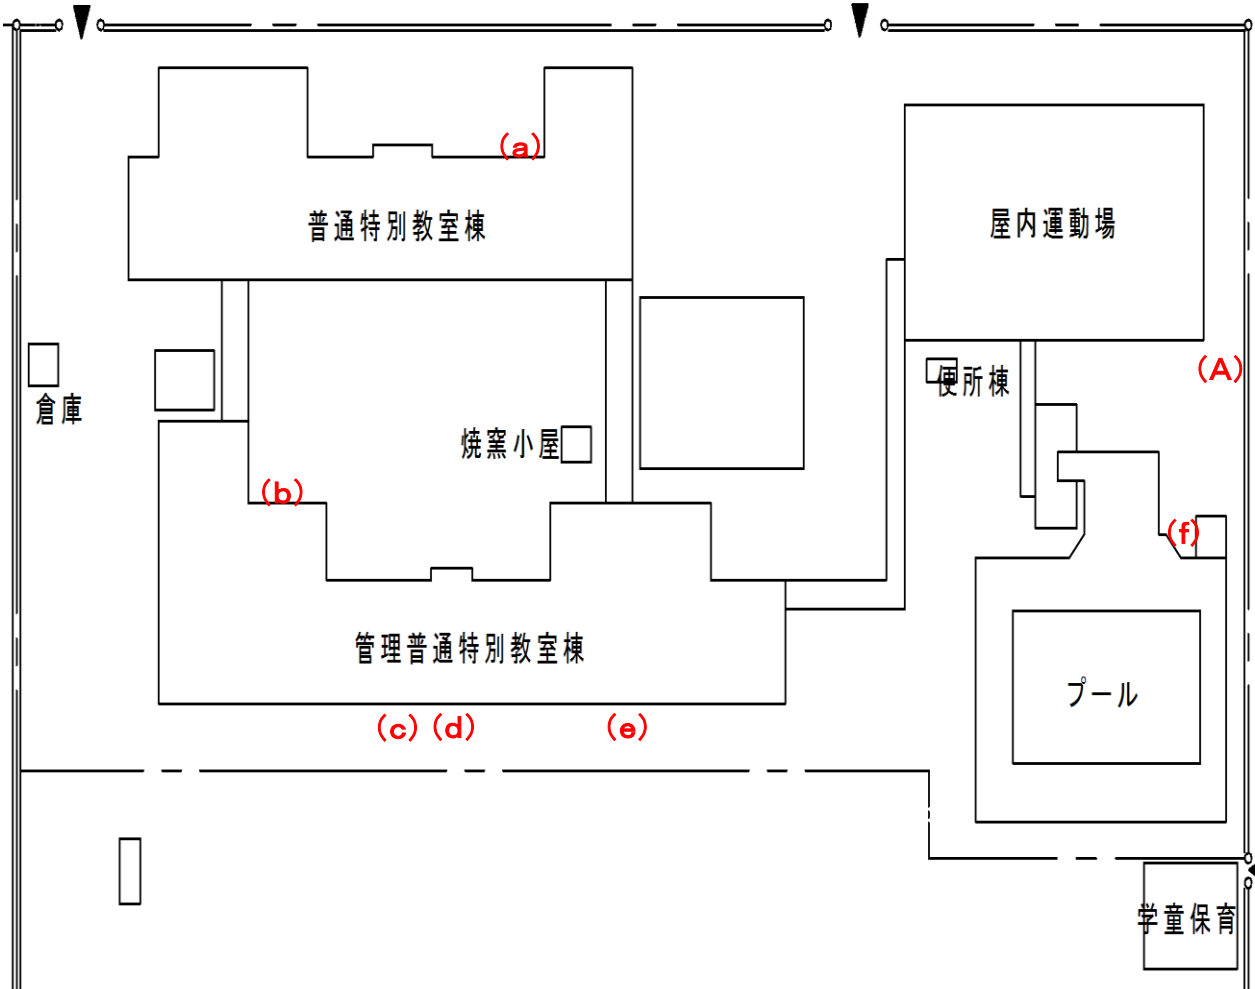 (a)
普通特別教室棟
屋内運動場
(A)
便所棟
倉庫
焼窯小屋
(b)
(f)
管理普通特別教室棟
プール
(c) (d) (e)
学童保育